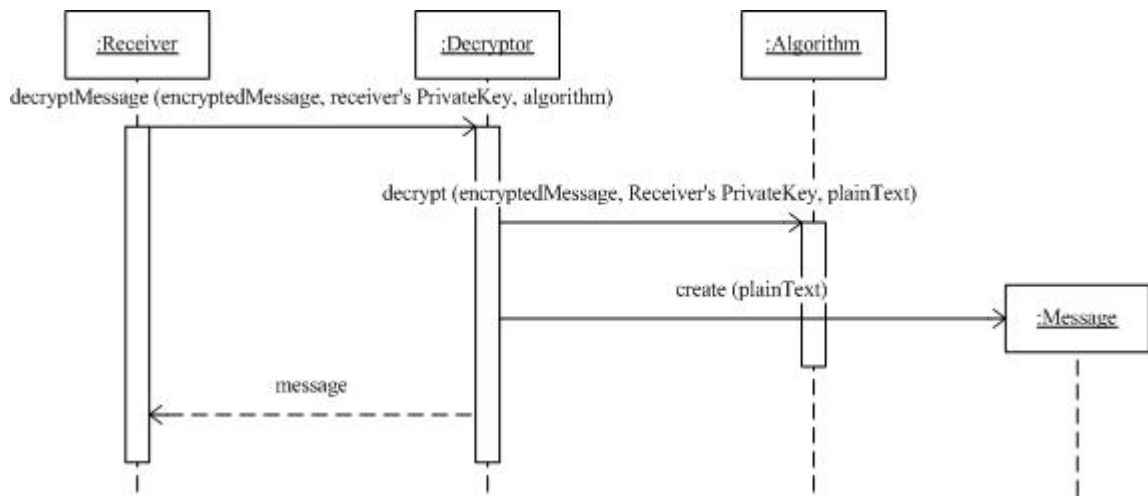 :Receiver
:Decryptor
:Algorithm
decryptMessage (encryptedMessage, receiver's PrivateKey, algorithm)
decrypt (encryptedMessage, Receiver's PrivateKey, plainText)
create (plainText)
:Message
message